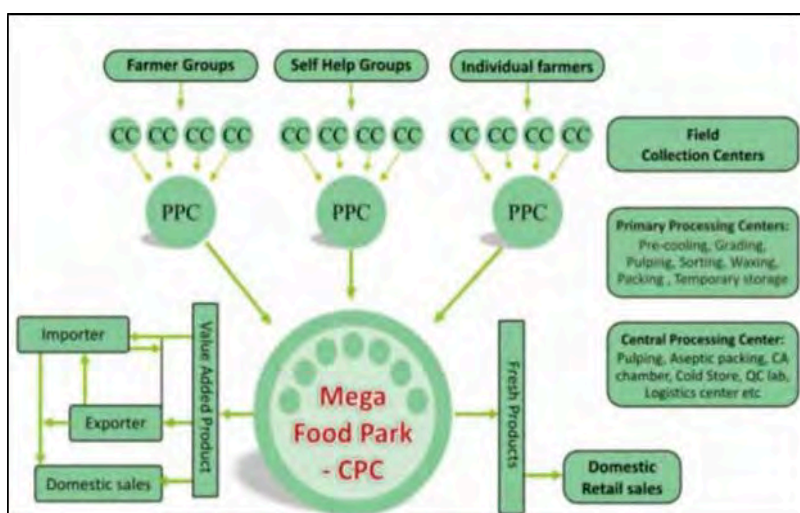 Farmer Groups
Self Help Groups
Individual farmers
CC CC CC CC
CC CC CC CC
CC CC CC CC
Field
Collection Centers
PPC
PPC
PPC
Primary Processing Centers:
Pre-cooling, Grading,
Pulping, Sorting, Waxing,
Packing , Temporary storage
Central Processing Center:
Pulping, Aseptic packing, CA
chamber, Cold Store, QC lab,
Logistics center etc
Importer
Exporter
Domestic sales
Value Added Product
Mega
Food Park
- CPC
Fresh Products
Domestic
Retail sales